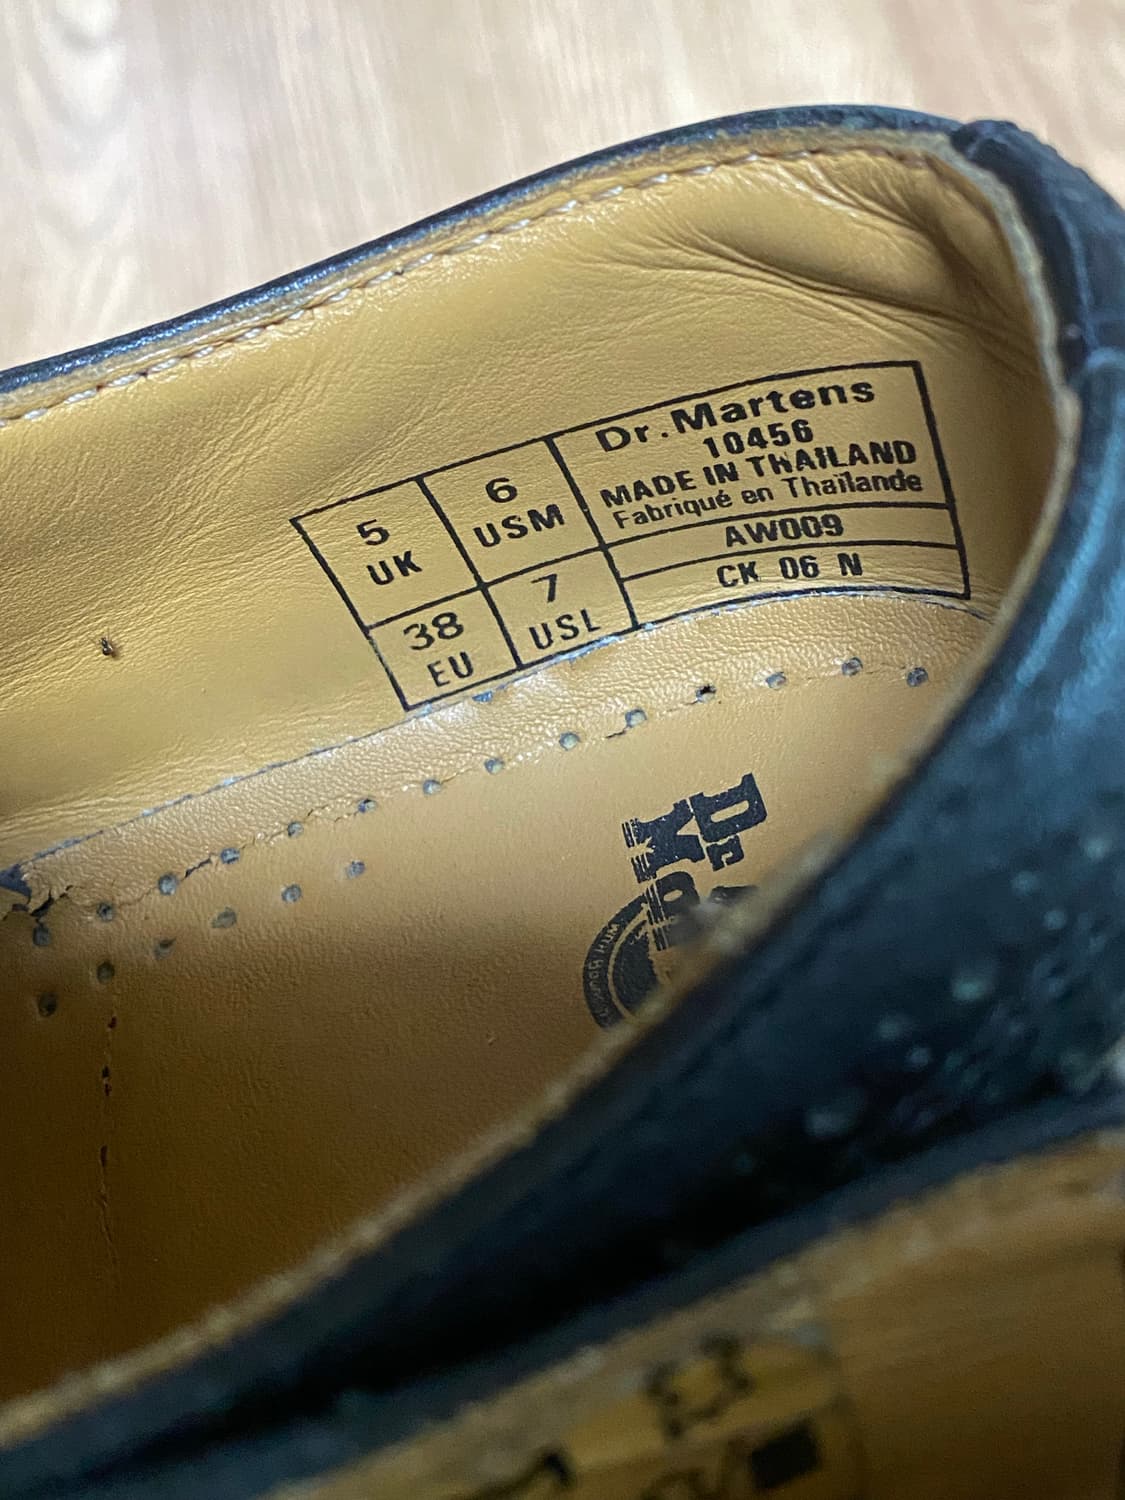 5
UK
6
USM
38
EU
7
USL
Dr.Martens
10456
MADE IN THAILAND
Fabriqué en Thaïlande
AW009
CK 06 N
Dr